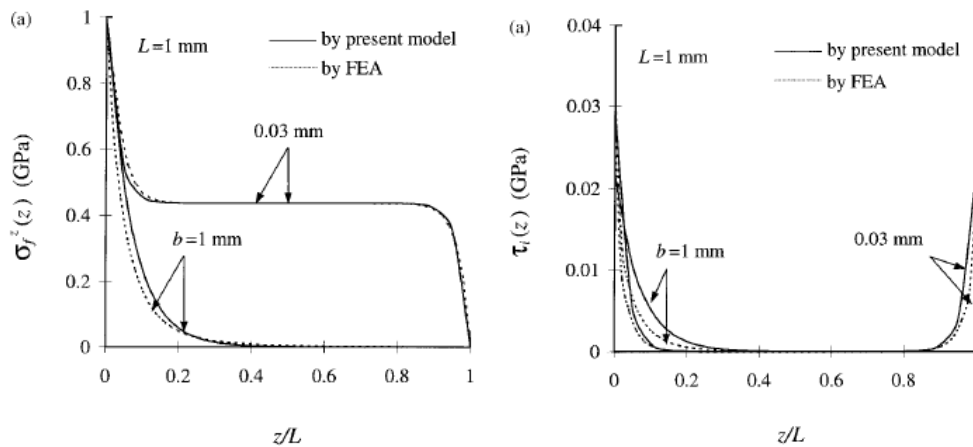 (a)
L=1 mm
by present model
by FEA
0.03 mm
b=1 mm
σf z(z) (GPa)
1
0.8
0.6
0.4
0.2
0
0 0.2 0.4 0.6 0.8 1
z/L
(a)
L=1 mm
by present model
by FEA
b=1 mm
0.03 mm
τi(z) (GPa)
0.04
0.03
0.02
0.01
0
0 0.2 0.4 0.6 0.8
z/L